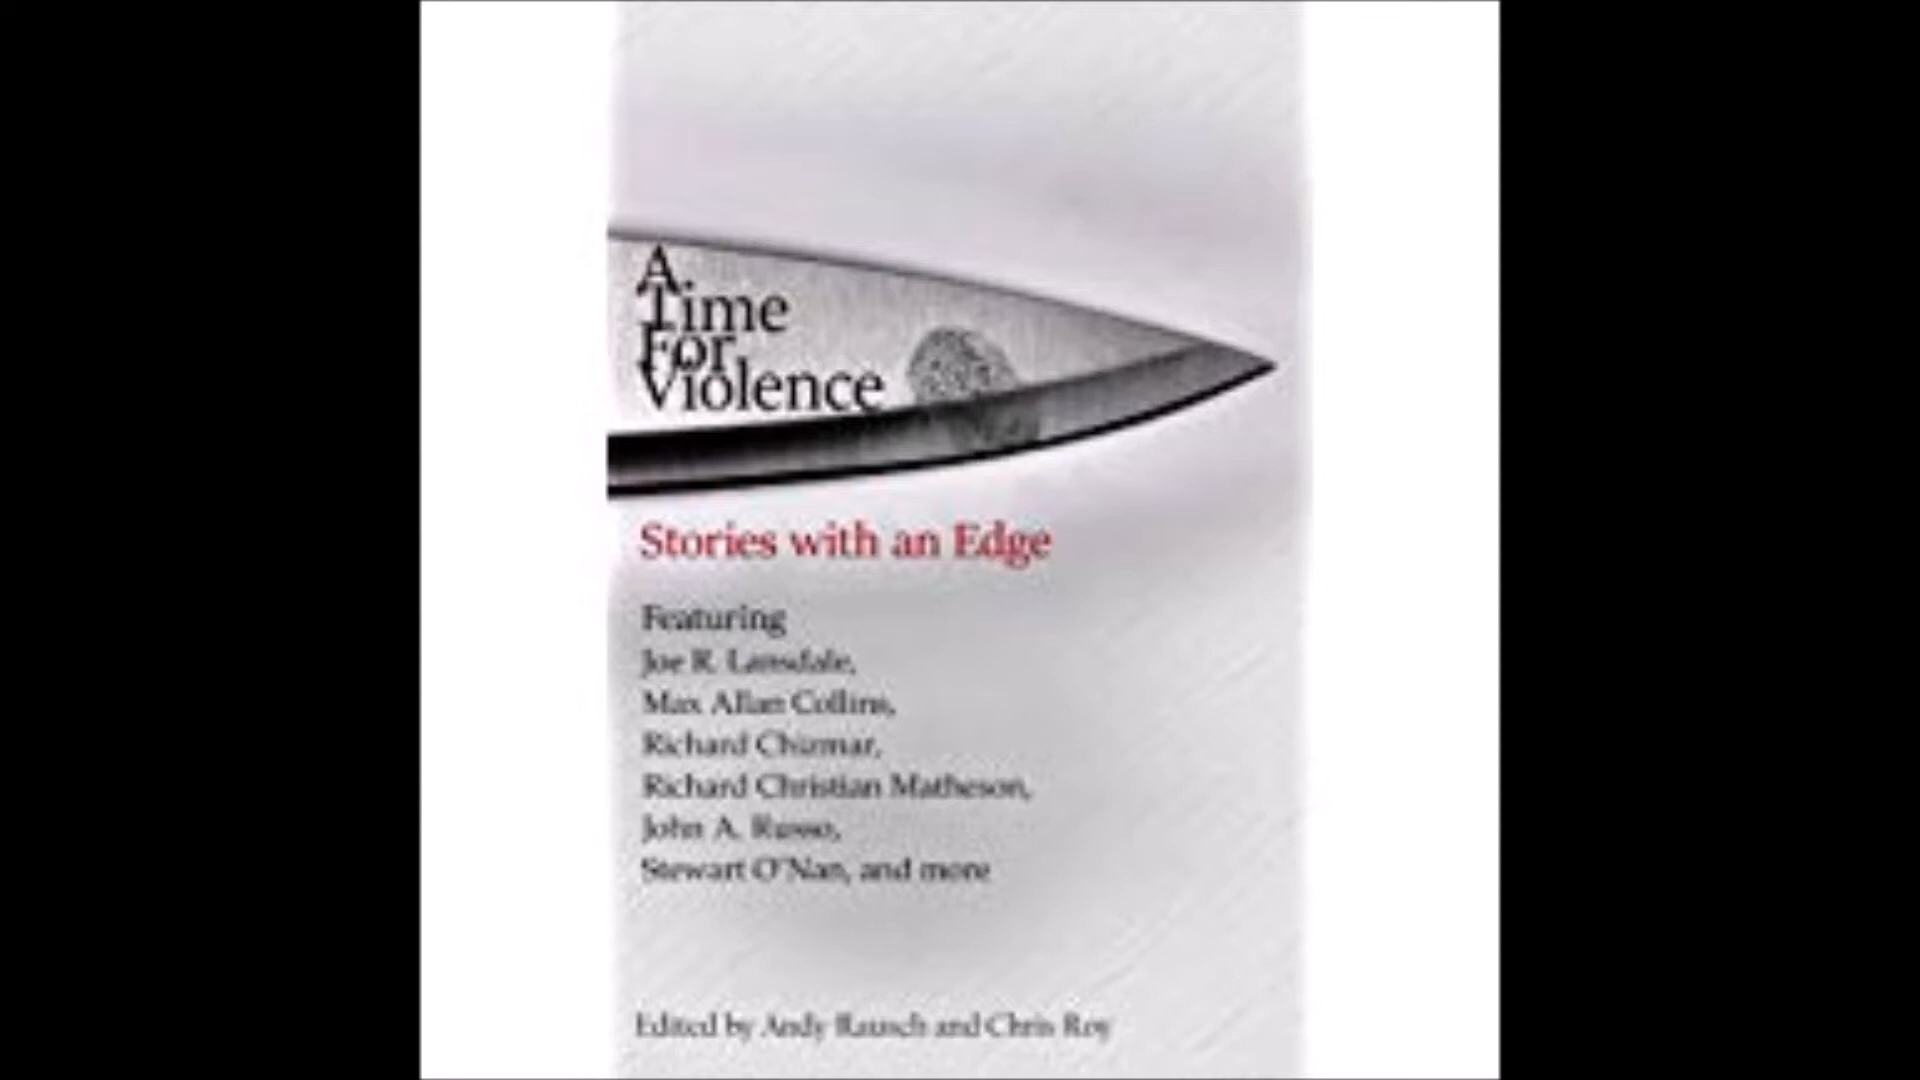 A
Time
For
Violence
Stories with an Edge
Featuring
Joe R. Lansdale,
Max Allan Collins,
Richard Chizmar,
Richard Christian Matheson,
John A. Russo,
Stewart O'Nan, and more
Edited by Andy Rausch and Chris Roy